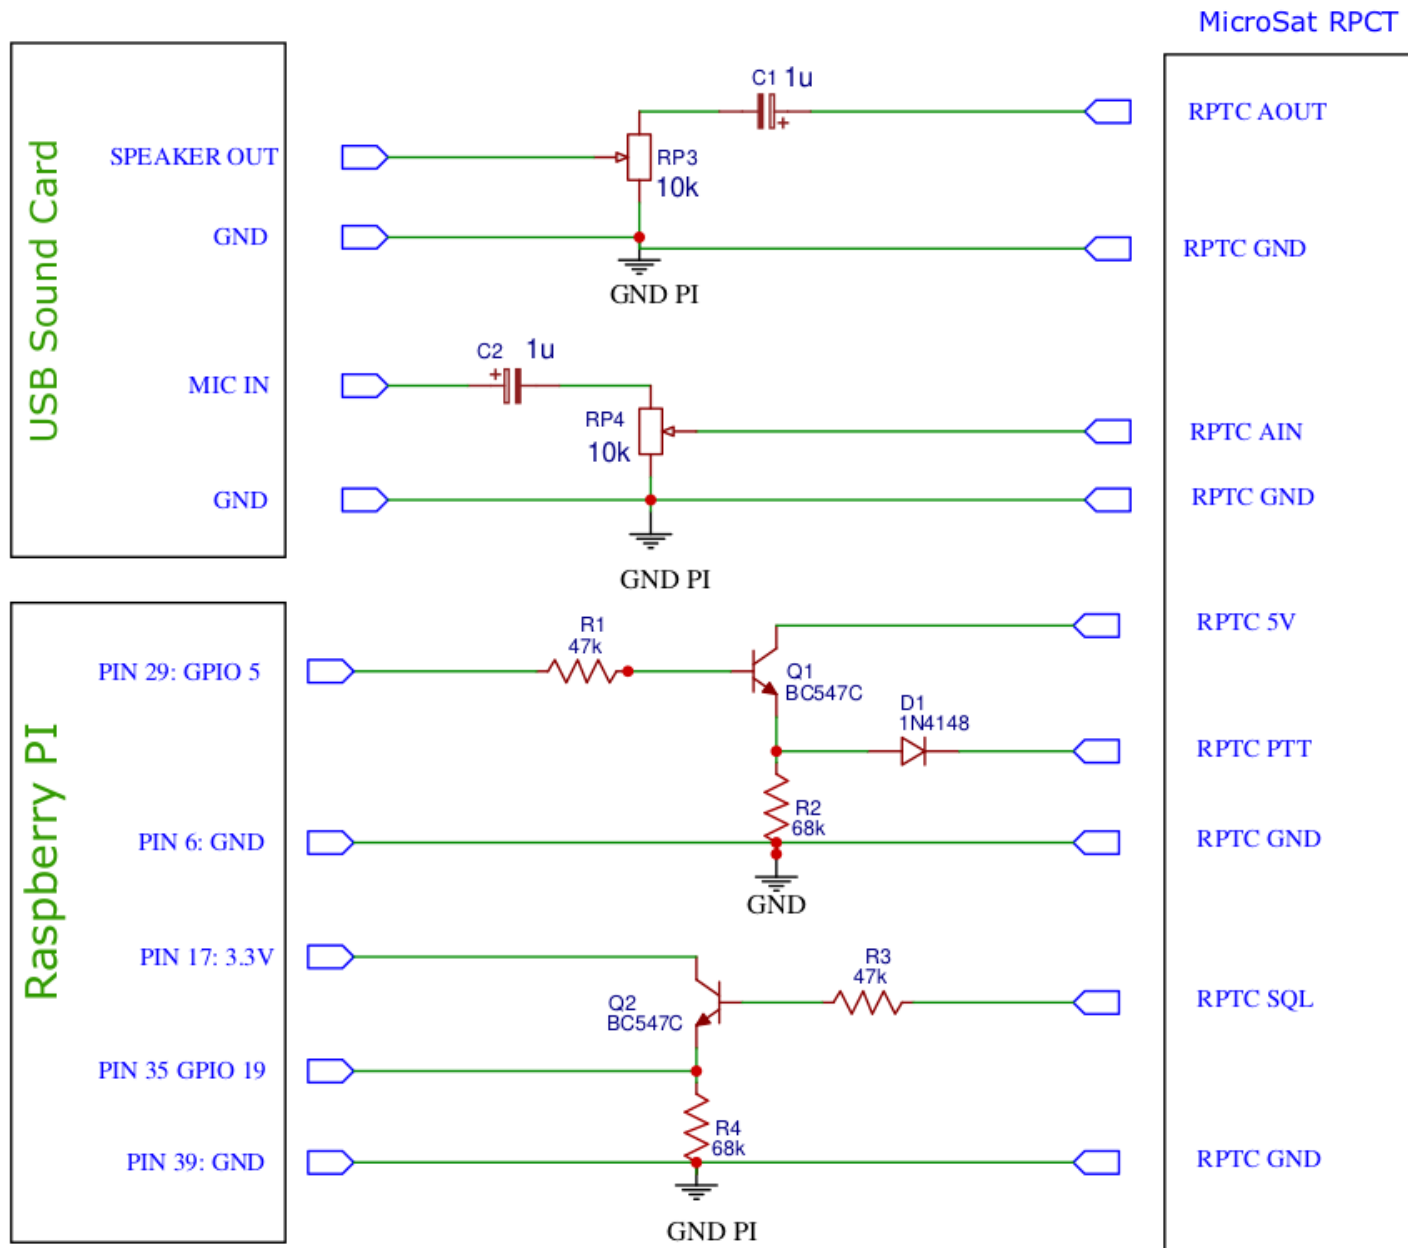 MicroSat RPCT
USB Sound Card
C1 1u
RPTC AOUT
SPEAKER OUT
RP3
10k
GND
RPTC GND
GND PI
C2 1u
MIC IN
RP4
10k
RPTC AIN
GND
RPTC GND
GND PI
Raspberry PI
R1
47k
RPTC 5V
PIN 29: GPIO 5
Q1
BC547C
D1
1N4148
RPTC PTT
R2
68k
PIN 6: GND
RPTC GND
GND
PIN 17: 3.3V
R3
47k
Q2
BC547C
RPTC SQL
PIN 35 GPIO 19
R4
68k
PIN 39: GND
RPTC GND
GND PI